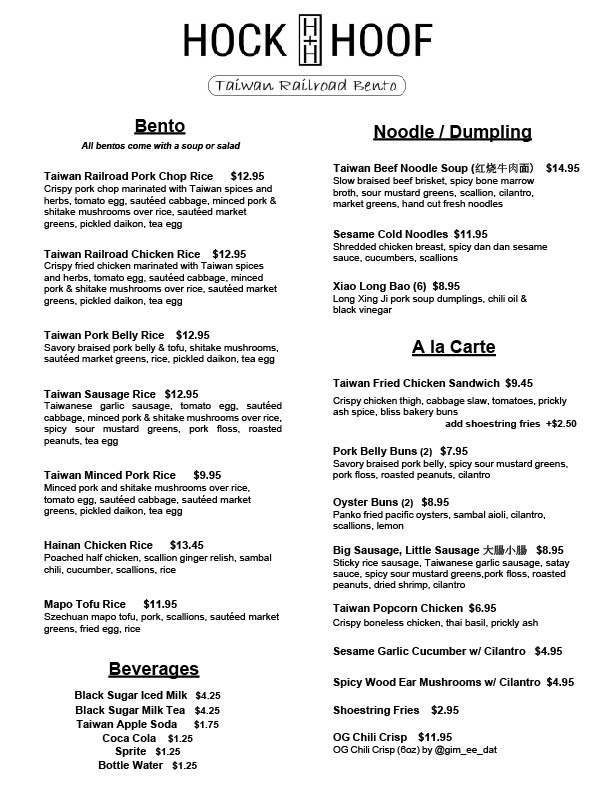 HOCK H+H HOOF
Taiwan Railroad Bento
Bento
All bentos come with a soup or salad
Taiwan Railroad Pork Chop Rice $12.95
Crispy pork chop marinated with Taiwan spices and
herbs, tomato egg, sautéed cabbage, minced pork &
shitake mushrooms over rice, sautéed market
greens, pickled daikon, tea egg
Taiwan Railroad Chicken Rice $12.95
Crispy fried chicken marinated with Taiwan spices
and herbs, tomato egg, sautéed cabbage, minced
pork & shitake mushrooms over rice, sautéed market
greens, pickled daikon, tea egg
Taiwan Pork Belly Rice $12.95
Savory braised pork belly & tofu, shitake mushrooms,
sautéed market greens, rice, pickled daikon, tea egg
Taiwan Sausage Rice $12.95
Taiwanese garlic sausage, tomato egg, sautéed
cabbage, minced pork & shitake mushrooms over rice,
spicy sour mustard greens, pork floss, roasted
peanuts, tea egg
Taiwan Minced Pork Rice $9.95
Minced pork and shitake mushrooms over rice,
tomato egg, sautéed cabbage, sautéed market
greens, pickled daikon, tea egg
Hainan Chicken Rice $13.45
Poached half chicken, scallion ginger relish, sambal
chili, cucumber, scallions, rice
Mapo Tofu Rice $11.95
Szechuan mapo tofu, pork, scallions, sautéed market
greens, fried egg, rice
Beverages
Black Sugar Iced Milk $4.25
Black Sugar Milk Tea $4.25
Taiwan Apple Soda $1.75
Coca Cola $1.25
Sprite $1.25
Bottle Water $1.25
Noodle / Dumpling
Taiwan Beef Noodle Soup (红烧牛肉面) $14.95
Slow braised beef brisket, spicy bone marrow
broth, sour mustard greens, scallion, cilantro,
market greens, hand cut fresh noodles
Sesame Cold Noodles $11.95
Shredded chicken breast, spicy dan dan sesame
sauce, cucumbers, scallions
Xiao Long Bao (6) $8.95
Long Xing Ji pork soup dumplings, chili oil &
black vinegar
A la Carte
Taiwan Fried Chicken Sandwich $9.45
Crispy chicken thigh, cabbage slaw, tomatoes, prickly
ash spice, bliss bakery buns
add shoestring fries +$2.50
Pork Belly Buns (2) $7.95
Savory braised pork belly, spicy sour mustard greens,
pork floss, roasted peanuts, cilantro
Oyster Buns (2) $8.95
Panko fried pacific oysters, sambal aioli, cilantro,
scallions, lemon
Big Sausage, Little Sausage 大腸小腸 $8.95
Sticky rice sausage, Taiwanese garlic sausage, satay
sauce, spicy sour mustard greens,pork floss, roasted
peanuts, dried shrimp, cilantro
Taiwan Popcorn Chicken $6.95
Crispy boneless chicken, thai basil, prickly ash
Sesame Garlic Cucumber w/ Cilantro $4.95
Spicy Wood Ear Mushrooms w/ Cilantro $4.95
Shoestring Fries $2.95
OG Chili Crisp $11.95
OG Chili Crisp (6oz) by @gim_ee_dat